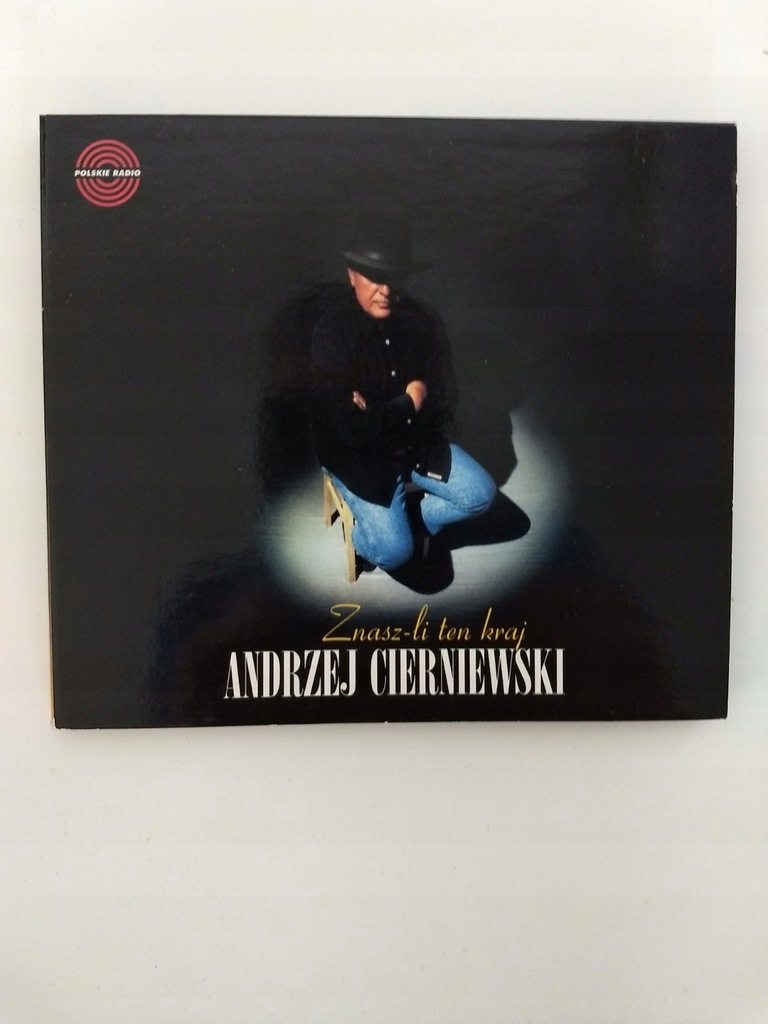 POLSKIE RADIO
Znasz-li ten kraj
ANDRZEJ CIERNIEWSKI